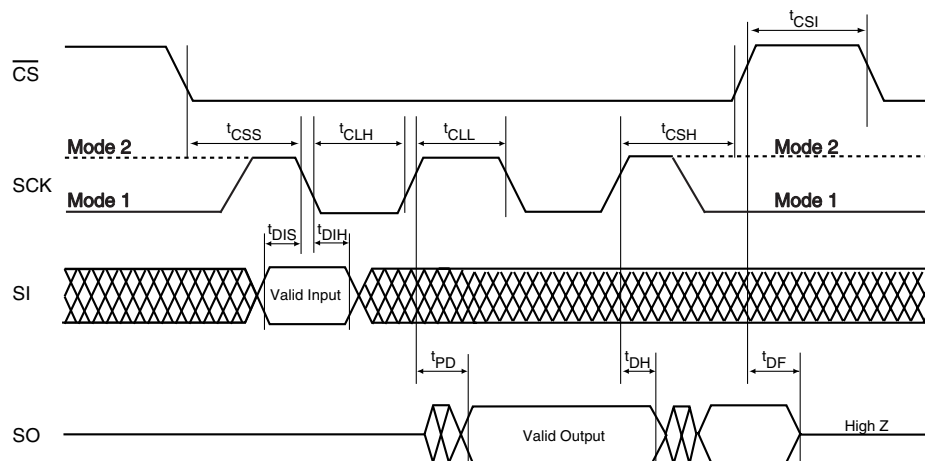 tCSI
CS
tCSS tCLH tCLL tCSH
Mode 2 Mode 2
SCK
Mode 1 Mode 1
tDIS tDIH
SI Valid Input
tPD tDH tDF
SO Valid Output High Z